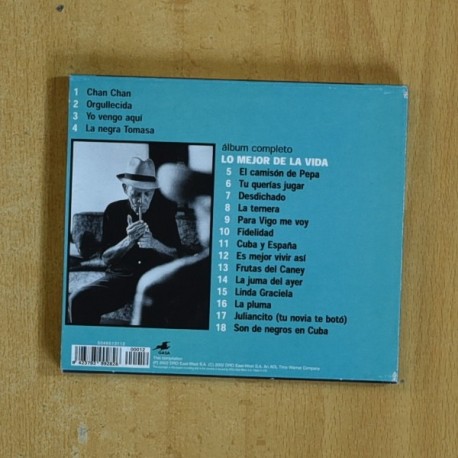 1 Chan Chan
2 Orgullecida
3 Yo vengo aquí
4 La negra Tomasa
álbum completo
LO MEJOR DE LA VIDA
5 El camisón de Pepa
6 Tu querías jugar
7 Desdichado
8 La ternera
9 Para Vigo me voy
10 Fidelidad
11 Cuba y España
12 Es mejor vivir así
13 Frutas del Caney
14 La juma del ayer
15 Linda Graciela
16 La pluma
17 Juliancito (tu novia te botó)
18 Son de negros en Cuba